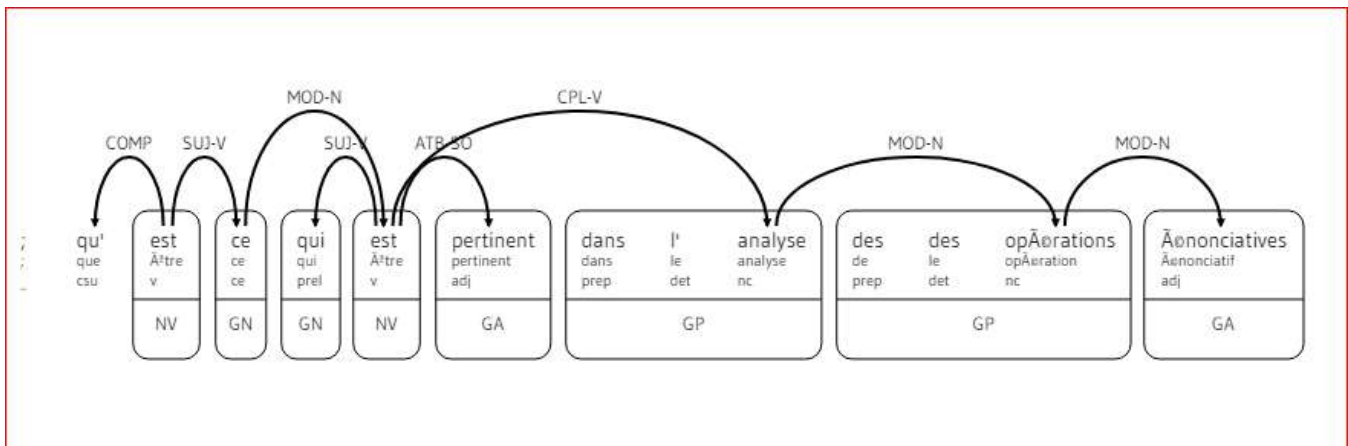 MOD-N CPL-V
COMP SUJ-V SUJ-V ATB-SO MOD-N MOD-N
; qu' est ce qui est pertinent dans l' analyse des des opÃ©rations Ã©nonciatives
; que Ãªtre ce qui Ãªtre pertinent dans le analyse de le opÃ©ration Ã©nonciatif
_ csu v ce prel v adj prep det nc prep det nc adj
NV GN GN NV GA GP GP GA